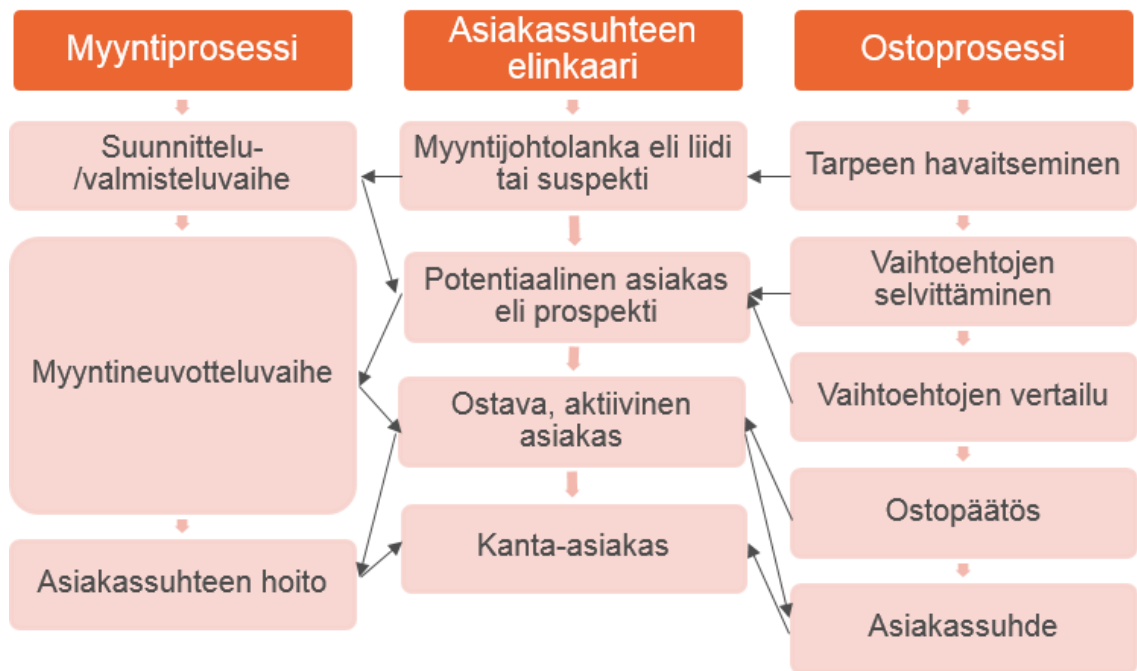 Myyntiprosessi
Asiakassuhteen
elinkaari
Ostoprosessi
Suunnittelu-
/valmisteluvaihe
Myyntijohtolanka eli liidi
tai suspekti
Tarpeen havaitseminen
Myyntineuvotteluvaihe
Potentiaalinen asiakas
eli prospekti
Vaihtoehtojen
selvittäminen
Ostava, aktiivinen
asiakas
Vaihtoehtojen vertailu
Asiakassuhteen hoito
Kanta-asiakas
Ostopäätös
Asiakassuhde